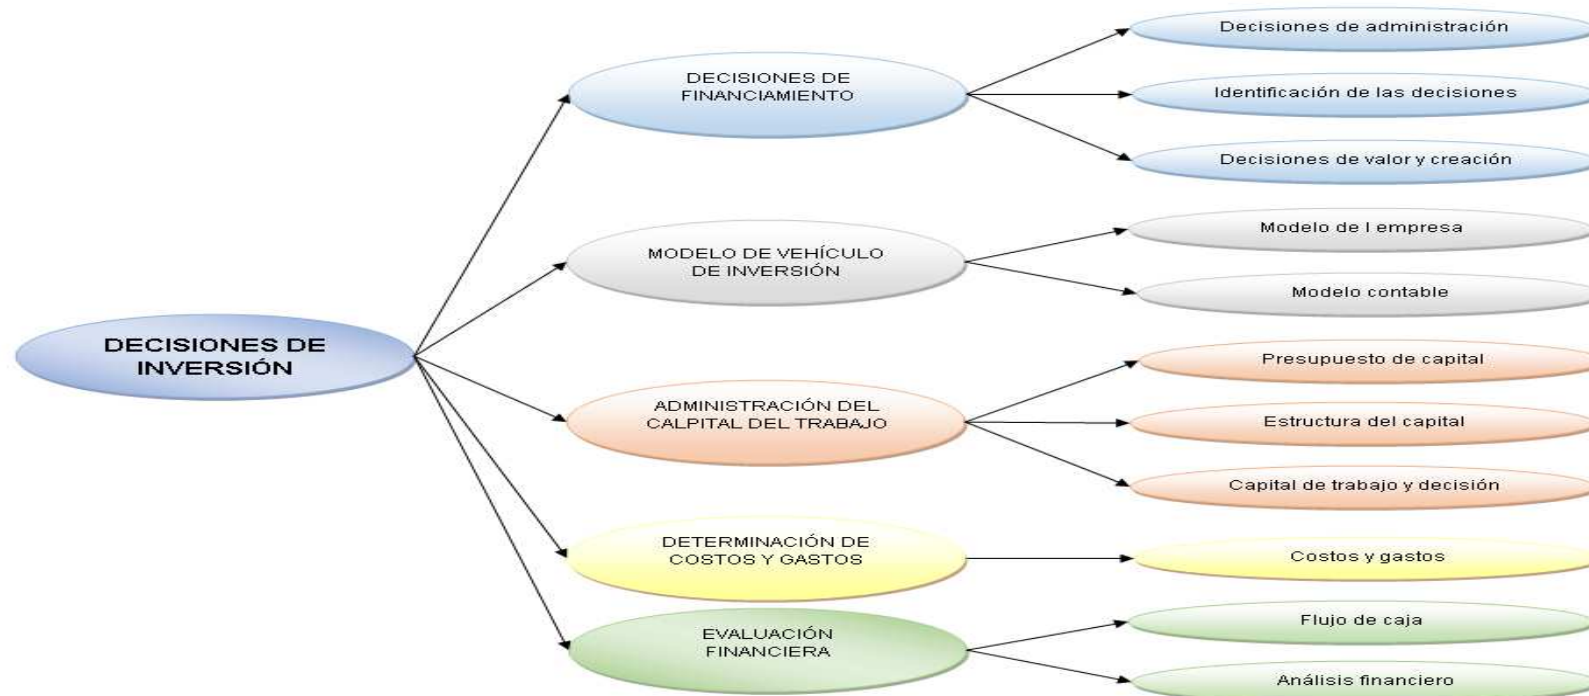 DECISIONES DE
INVERSIÓN
DECISIONES DE
FINANCIAMIENTO
Decisiones de administración
Identificación de las decisiones
Decisiones de valor y creación
MODELO DE VEHÍCULO
DE INVERSIÓN
Modelo de l empresa
Modelo contable
ADMINISTRACIÓN DEL
CALPITAL DEL TRABAJO
Presupuesto de capital
Estructura del capital
Capital de trabajo y decisión
DETERMINACIÓN DE
COSTOS Y GASTOS
Costos y gastos
EVALUACIÓN
FINANCIERA
Flujo de caja
Análisis financiero